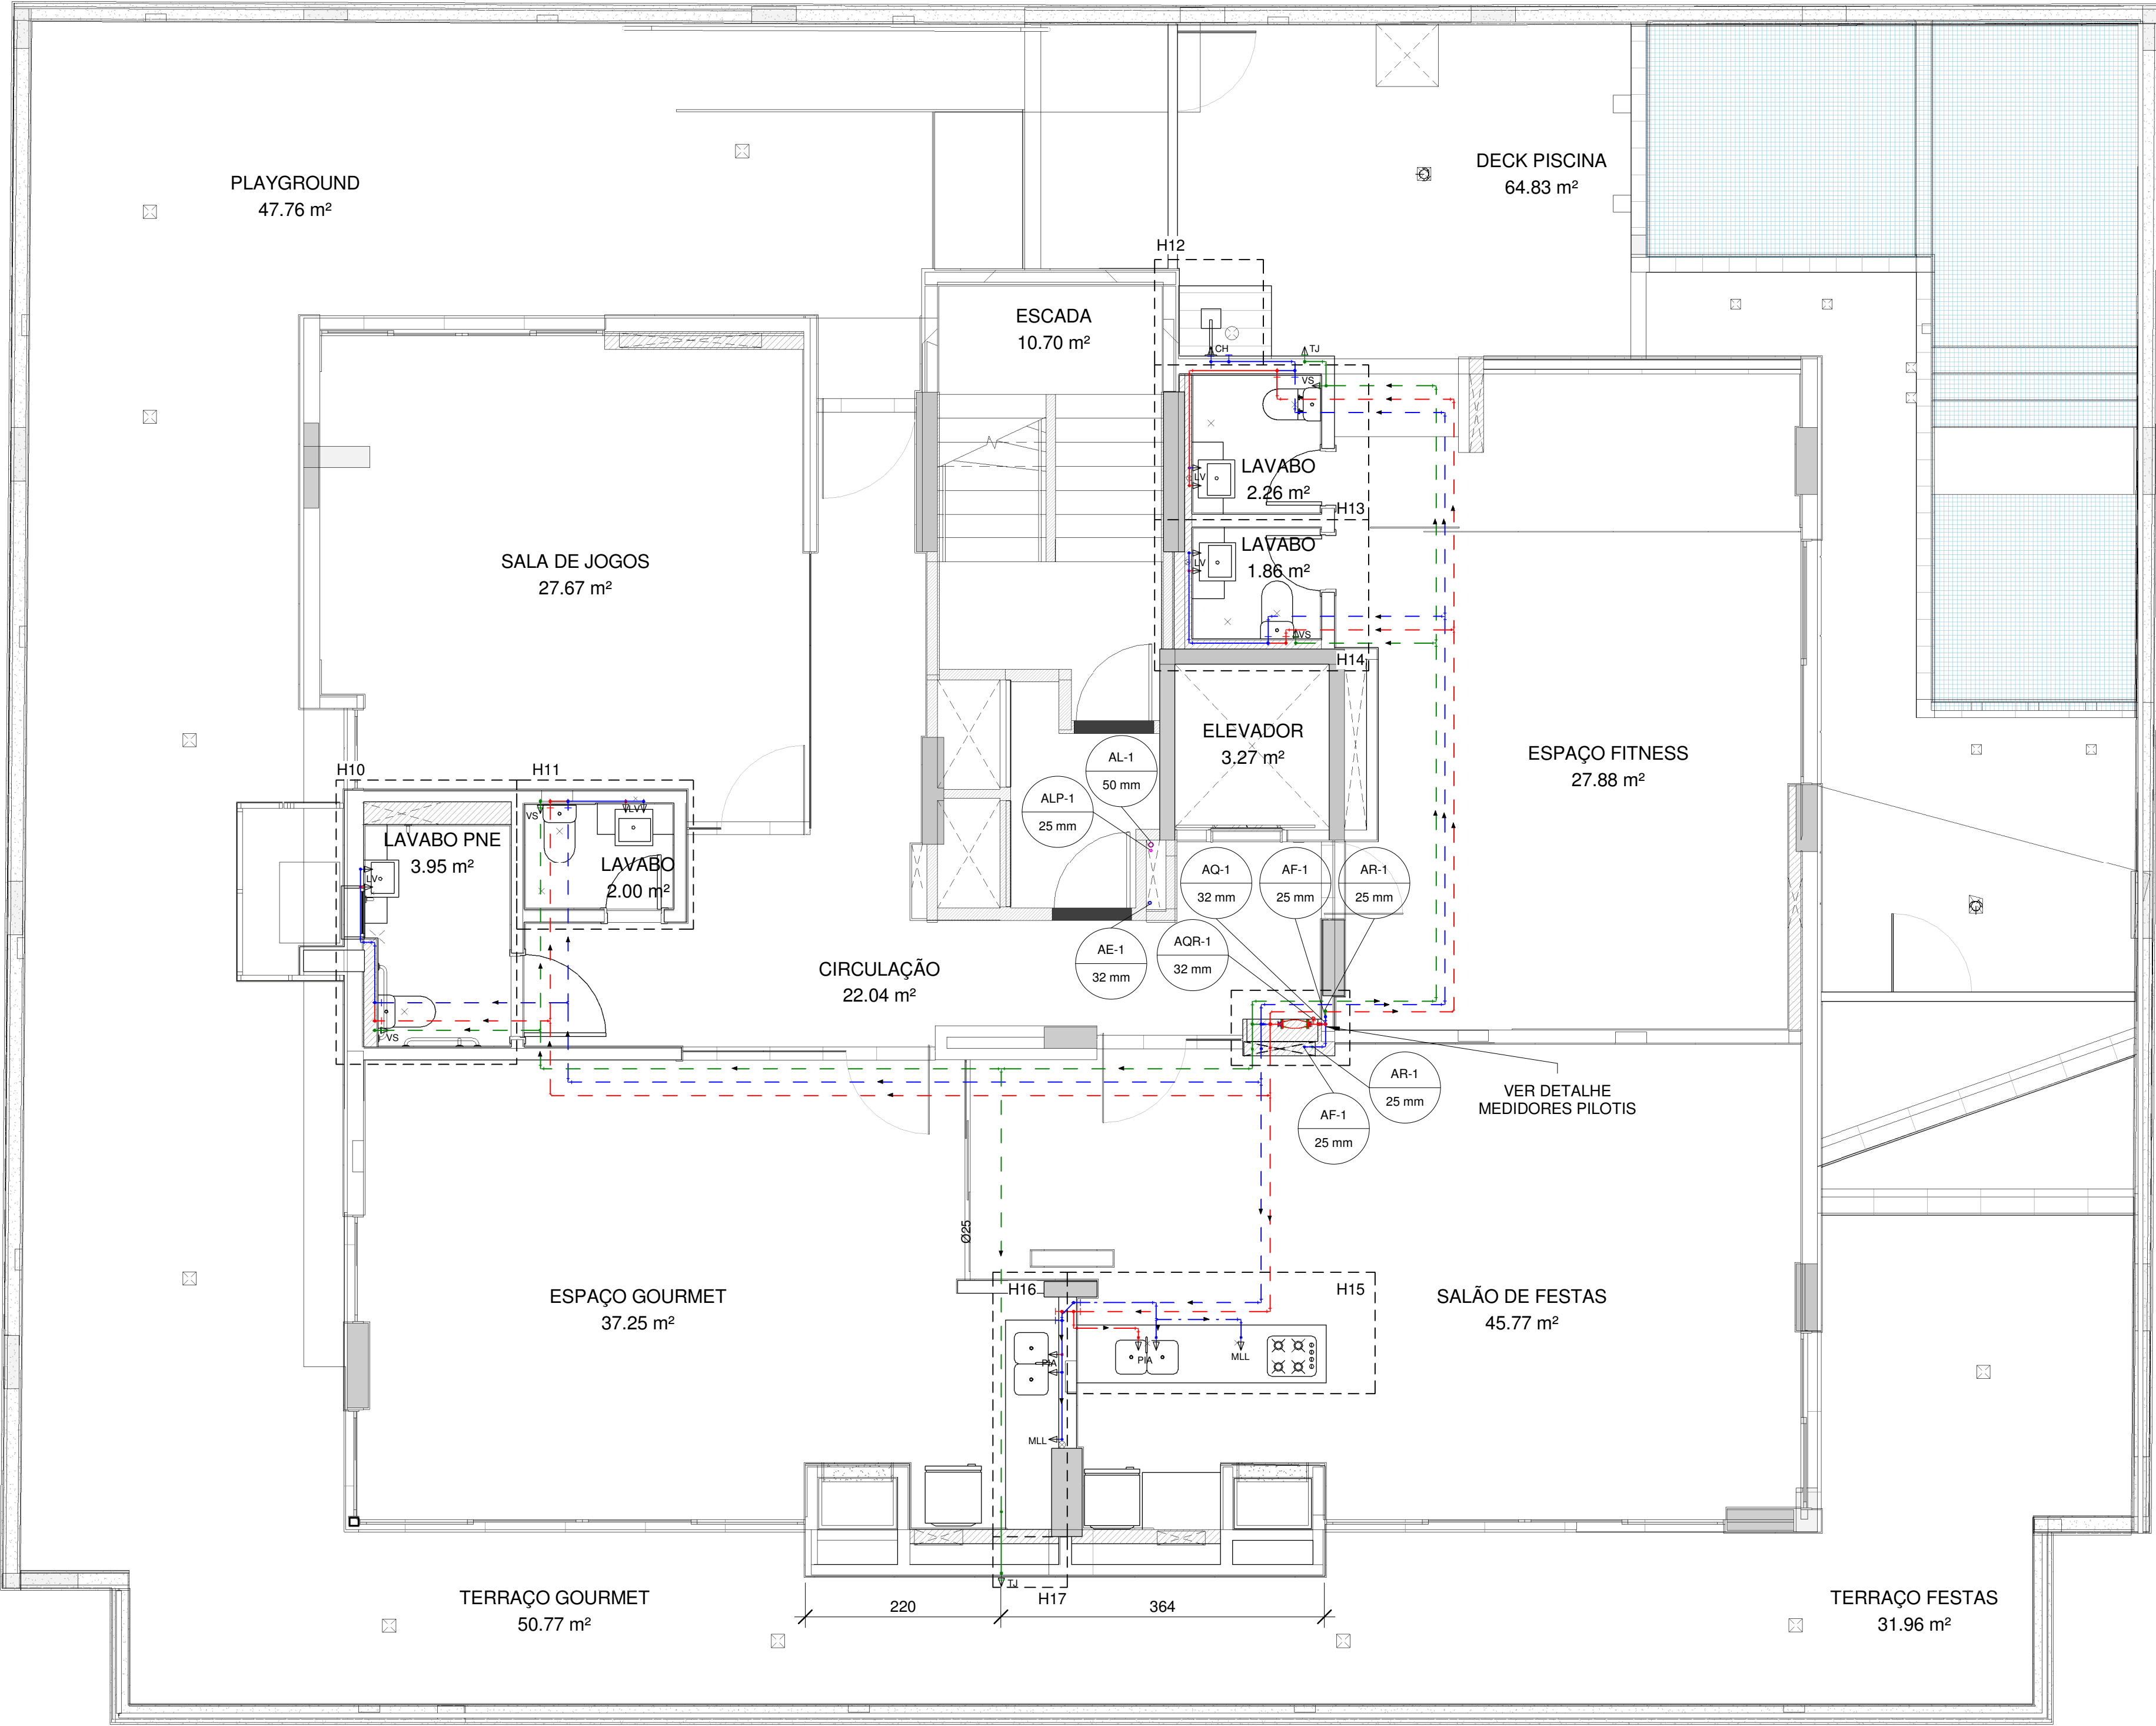 PLAYGROUND
47.76 m²
DECK PISCINA
64.83 m²
H12
ESCADA
10.70 m²
CH
TJ
VS
LAVABO
2.26 m²
LV
H13
LAVABO
1.86 m²
LV
VS
H14
SALA DE JOGOS
27.67 m²
ELEVADOR
3.27 m²
ESPAÇO FITNESS
27.88 m²
AL-1
50 mm
ALP-1
25 mm
H10
H11
VS
LV
LAVABO PNE
3.95 m²
LV
LAVABO
2.00 m²
VS
AQ-1
32 mm
AF-1
25 mm
AR-1
25 mm
AE-1
32 mm
AQR-1
32 mm
CIRCULAÇÃO
22.04 m²
AR-1
25 mm
AF-1
25 mm
VER DETALHE
MEDIDORES PILOTIS
Ø25
H16
H15
ESPAÇO GOURMET
37.25 m²
SALÃO DE FESTAS
45.77 m²
PIA
PIA
MLL
MLL
TJ
H17
220
364
TERRAÇO GOURMET
50.77 m²
TERRAÇO FESTAS
31.96 m²